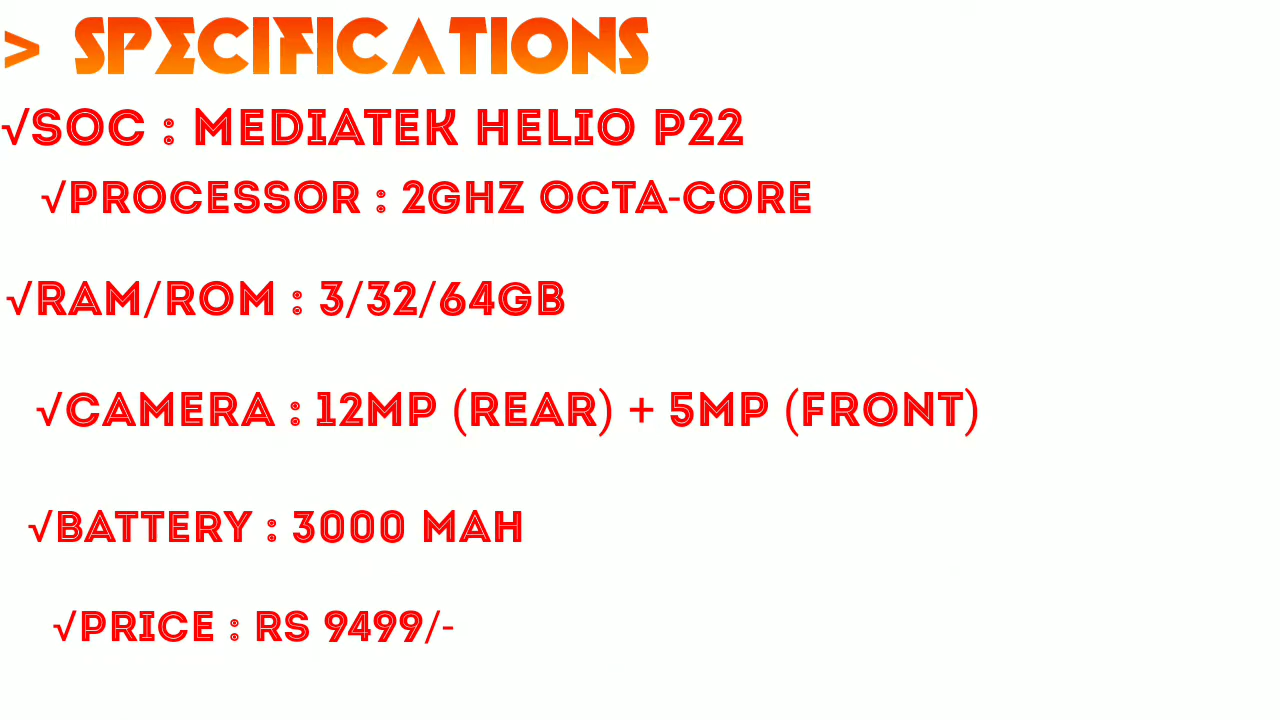 > SPECIFICATIONS
√SOC : MEDIATEK HELIO P22
√PROCESSOR : 2GHZ OCTA-CORE
√RAM/ROM : 3/32/64GB
√CAMERA : 12MP (REAR) + 5MP (FRONT)
√BATTERY : 3000 MAH
√PRICE : RS 9499/-